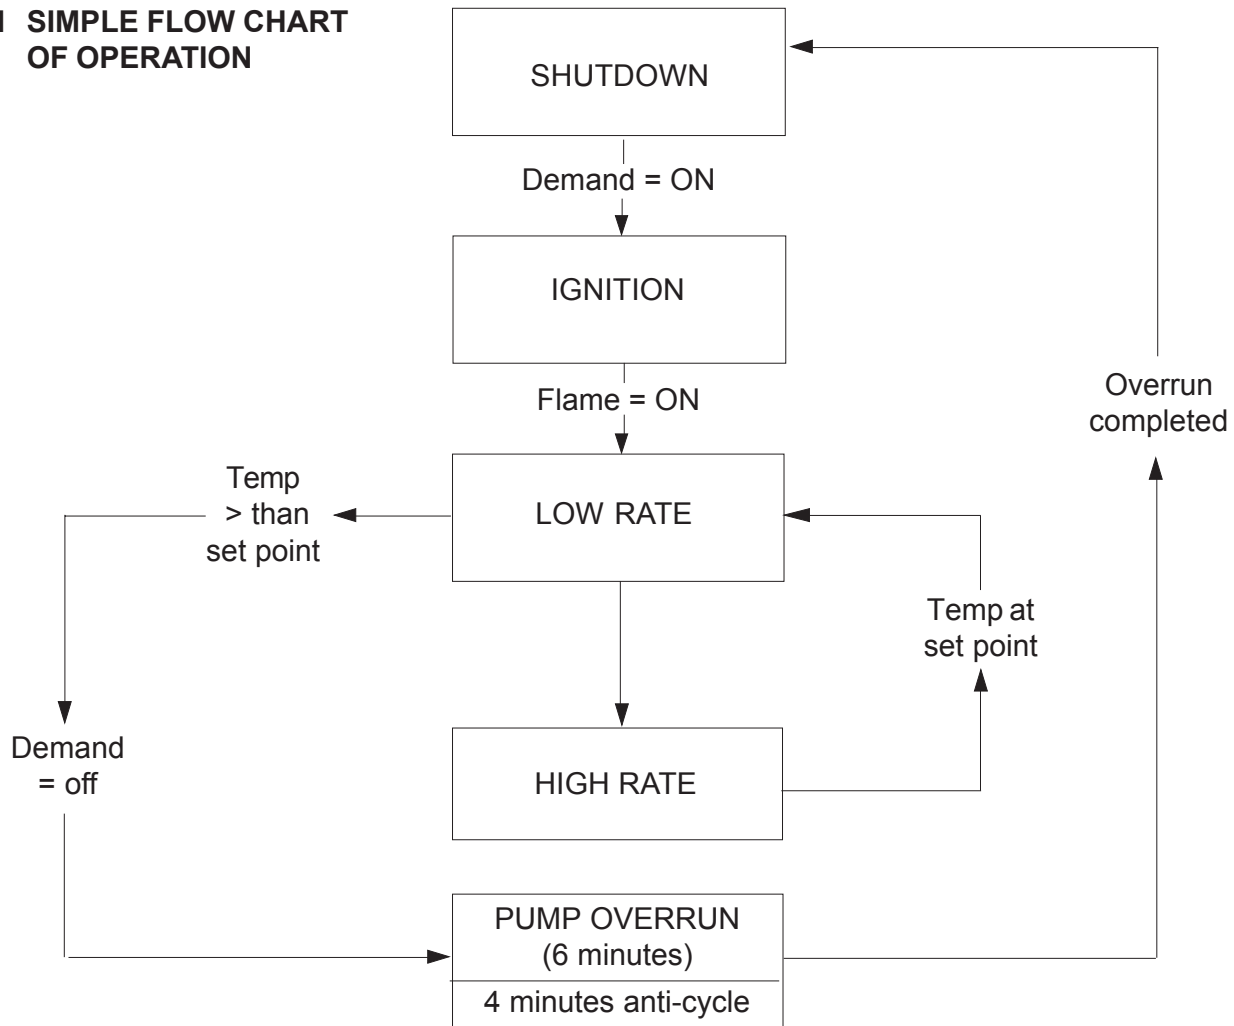 SIMPLE FLOW CHART
OF OPERATION
SHUTDOWN
Demand = ON
IGNITION
Flame = ON
LOW RATE
Temp
> than
set point
Temp at
set point
Overrun
completed
Demand
= off
HIGH RATE
PUMP OVERRUN
(6 minutes)
4 minutes anti-cycle